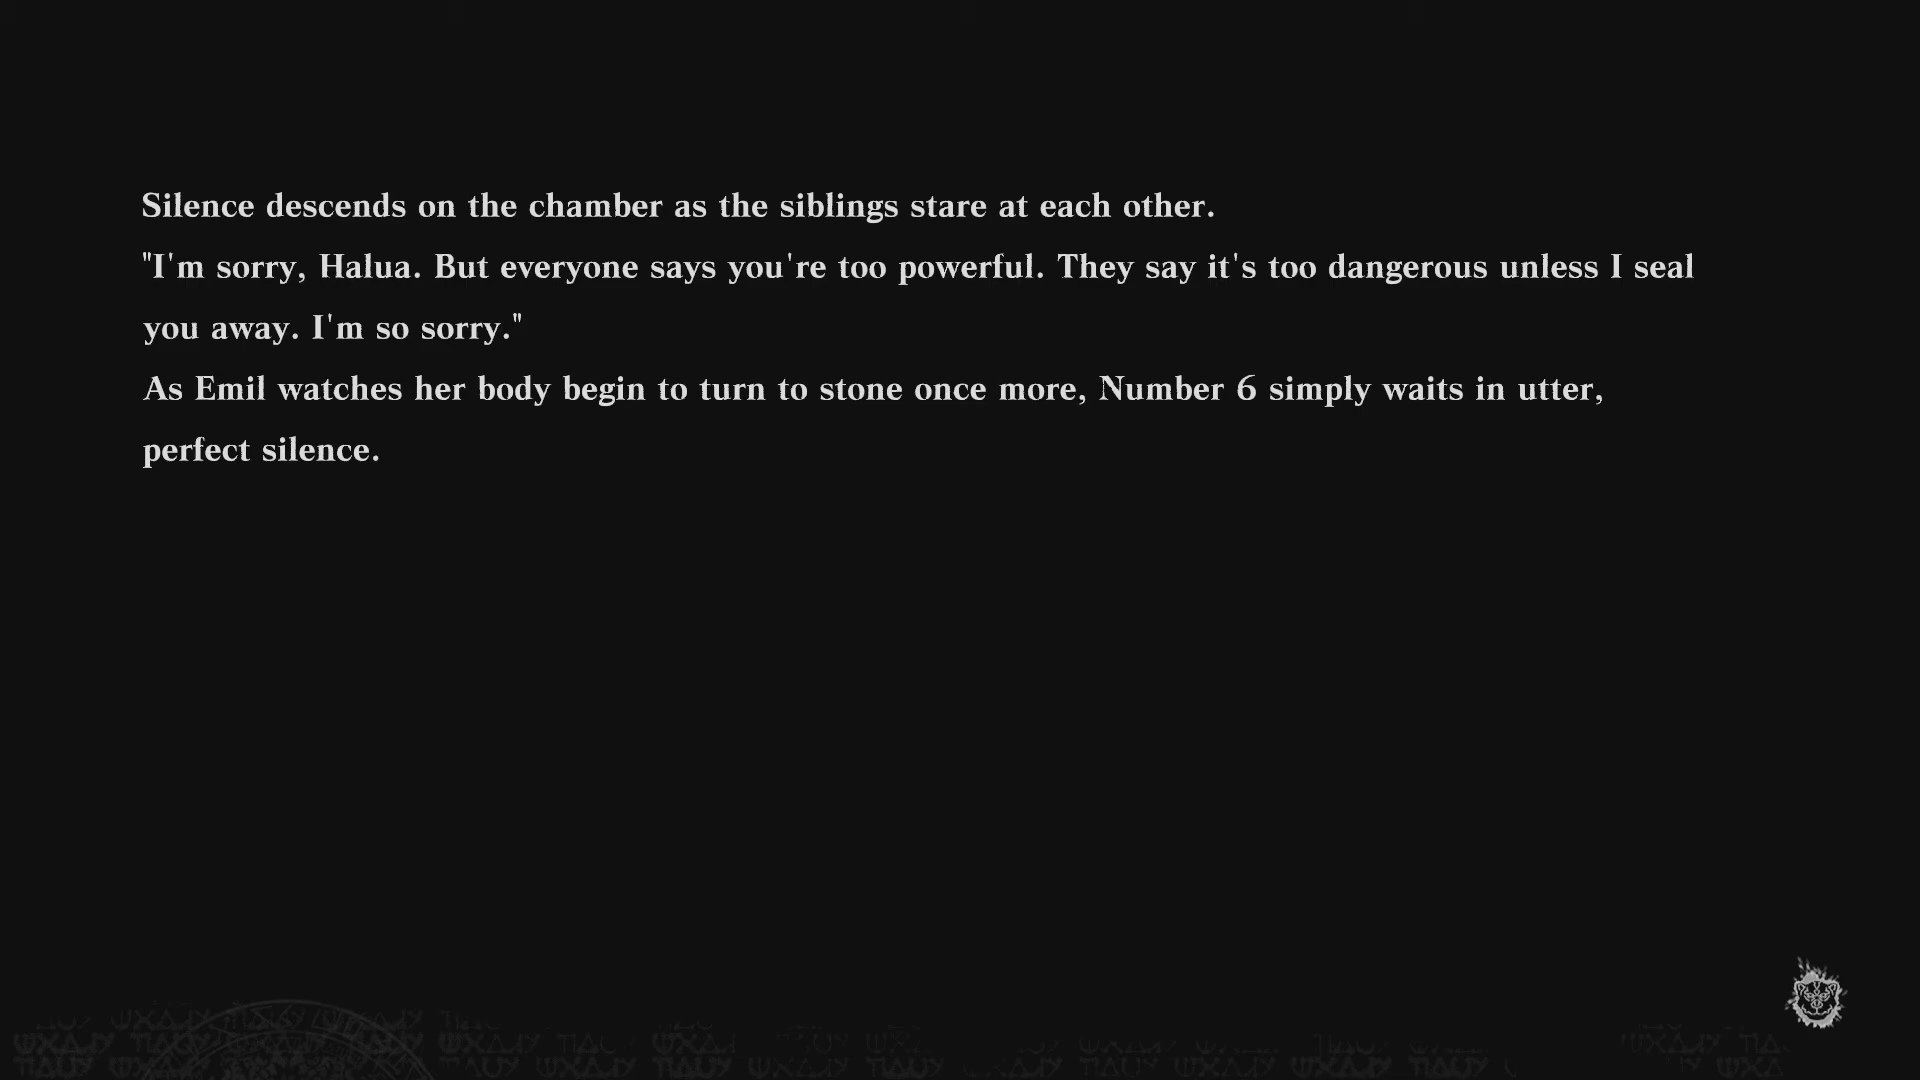 Silence descends on the chamber as the siblings stare at each other.
"I'm sorry, Halua. But everyone says you're too powerful. They say it's too dangerous unless I seal
you away. I'm so sorry."
As Emil watches her body begin to turn to stone once more, Number 6 simply waits in utter,
perfect silence.